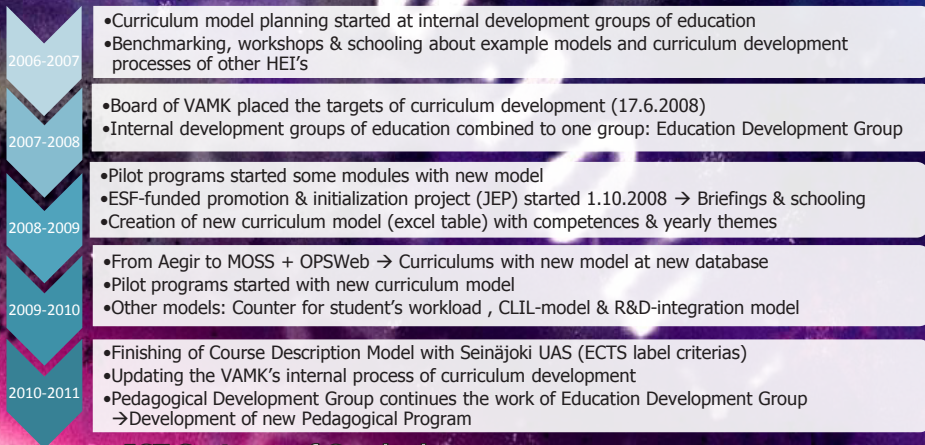 2006-2007
•Curriculum model planning started at internal development groups of education
•Benchmarking, workshops & schooling about example models and curriculum development
processes of other HEI's
2007-2008
•Board of VAMK placed the targets of curriculum development (17.6.2008)
•Internal development groups of education combined to one group: Education Development Group
2008-2009
•Pilot programs started some modules with new model
•ESF-funded promotion & initialization project (JEP) started 1.10.2008 → Briefings & schooling
•Creation of new curriculum model (excel table) with competences & yearly themes
2009-2010
•From Aegir to MOSS + OPSWeb → Curriculums with new model at new database
•Pilot programs started with new curriculum model
•Other models: Counter for student's workload , CLIL-model & R&D-integration model
2010-2011
•Finishing of Course Description Model with Seinäjoki UAS (ECTS label criterias)
•Updating the VAMK's internal process of curriculum development
•Pedagogical Development Group continues the work of Education Development Group
→Development of new Pedagogical Program